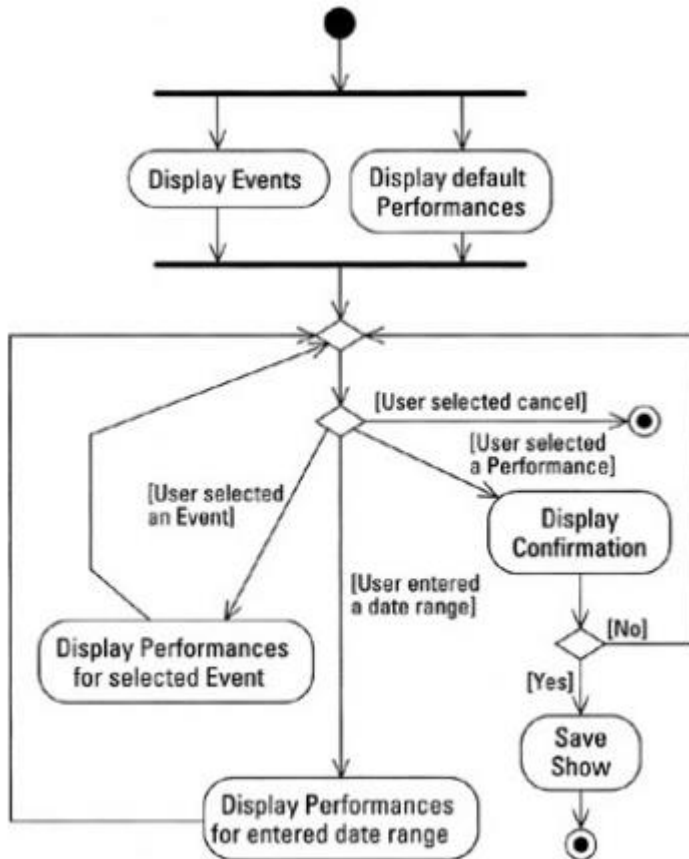 Display Events
Display default
Performances
[User selected cancel]
[User selected
a Performance]
[User selected
an Event]
Display
Confirmation
[User entered
a date range]
[No]
Display Performances
for selected Event
[Yes]
Save
Show
Display Performances
for entered date range